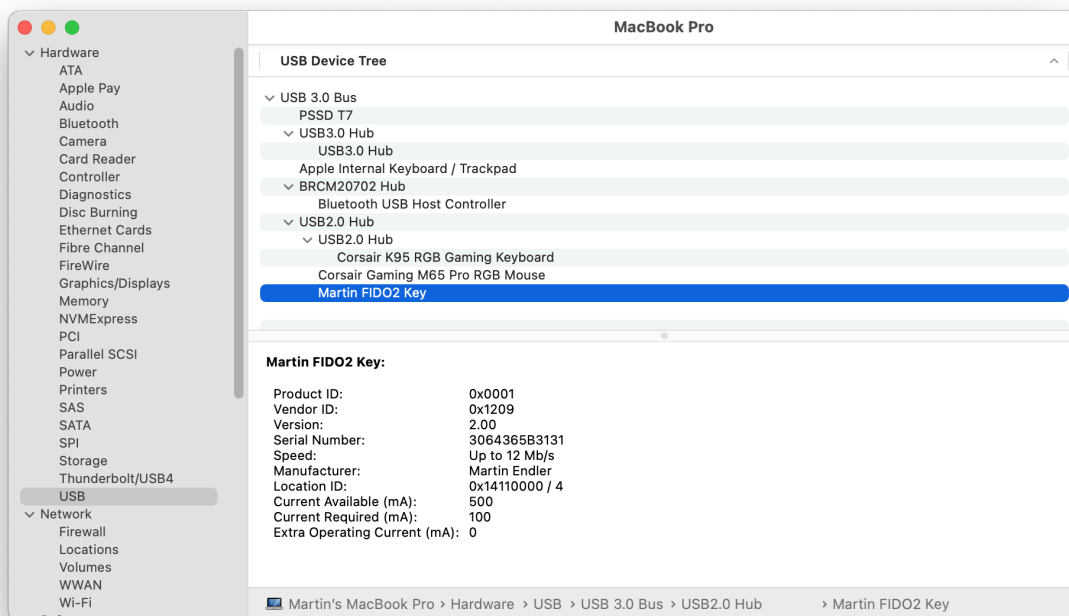 MacBook Pro
Hardware
ATA
Apple Pay
Audio
Bluetooth
Camera
Card Reader
Controller
Diagnostics
Disc Burning
Ethernet Cards
Fibre Channel
FireWire
Graphics/Displays
Memory
NVMExpress
PCI
Parallel SCSI
Power
Printers
SAS
SATA
SPI
Storage
Thunderbolt/USB4
USB
Network
Firewall
Locations
Volumes
WWAN
Wi-Fi
USB Device Tree
USB 3.0 Bus
PSSD T7
USB3.0 Hub
USB3.0 Hub
Apple Internal Keyboard / Trackpad
BRCM20702 Hub
Bluetooth USB Host Controller
USB2.0 Hub
USB2.0 Hub
Corsair K95 RGB Gaming Keyboard
Corsair Gaming M65 Pro RGB Mouse
Martin FIDO2 Key
Martin FIDO2 Key:
Product ID: 0x0001
Vendor ID: 0x1209
Version: 2.00
Serial Number: 3064365B3131
Speed: Up to 12 Mb/s
Manufacturer: Martin Endler
Location ID: 0x14110000 / 4
Current Available (mA): 500
Current Required (mA): 100
Extra Operating Current (mA): 0
Martin's MacBook Pro › Hardware › USB › USB 3.0 Bus › USB2.0 Hub › Martin FIDO2 Key